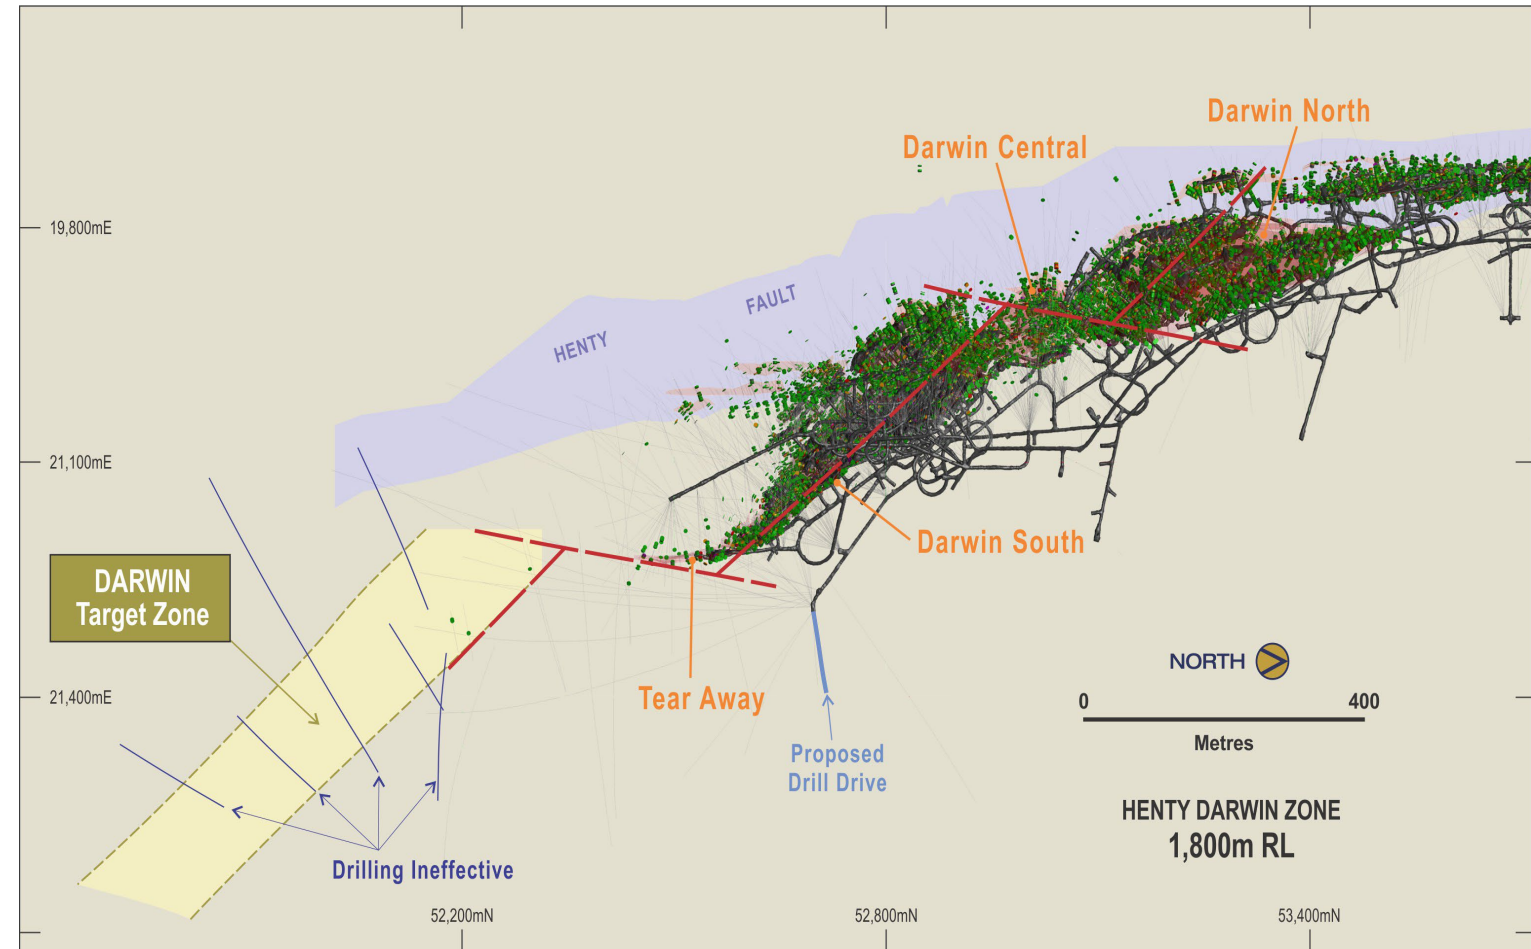 Darwin North
Darwin Central
19,800mE
HENTY FAULT
21,100mE
Darwin South
DARWIN
Target Zone
NORTH
21,400mE
Tear Away
0 400
Metres
Proposed
Drill Drive
HENTY DARWIN ZONE
1,800m RL
Drilling Ineffective
52,200mN 52,800mN 53,400mN